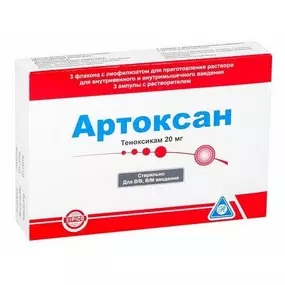 3 флакона с лиофилизатом для приготовления раствора
для внутривенного и внутримышечного введения
3 ампулы с растворителем
Артоксан
Теноксикам 20 мг
Стерильно
Для В/В, В/М введения
EIPICO